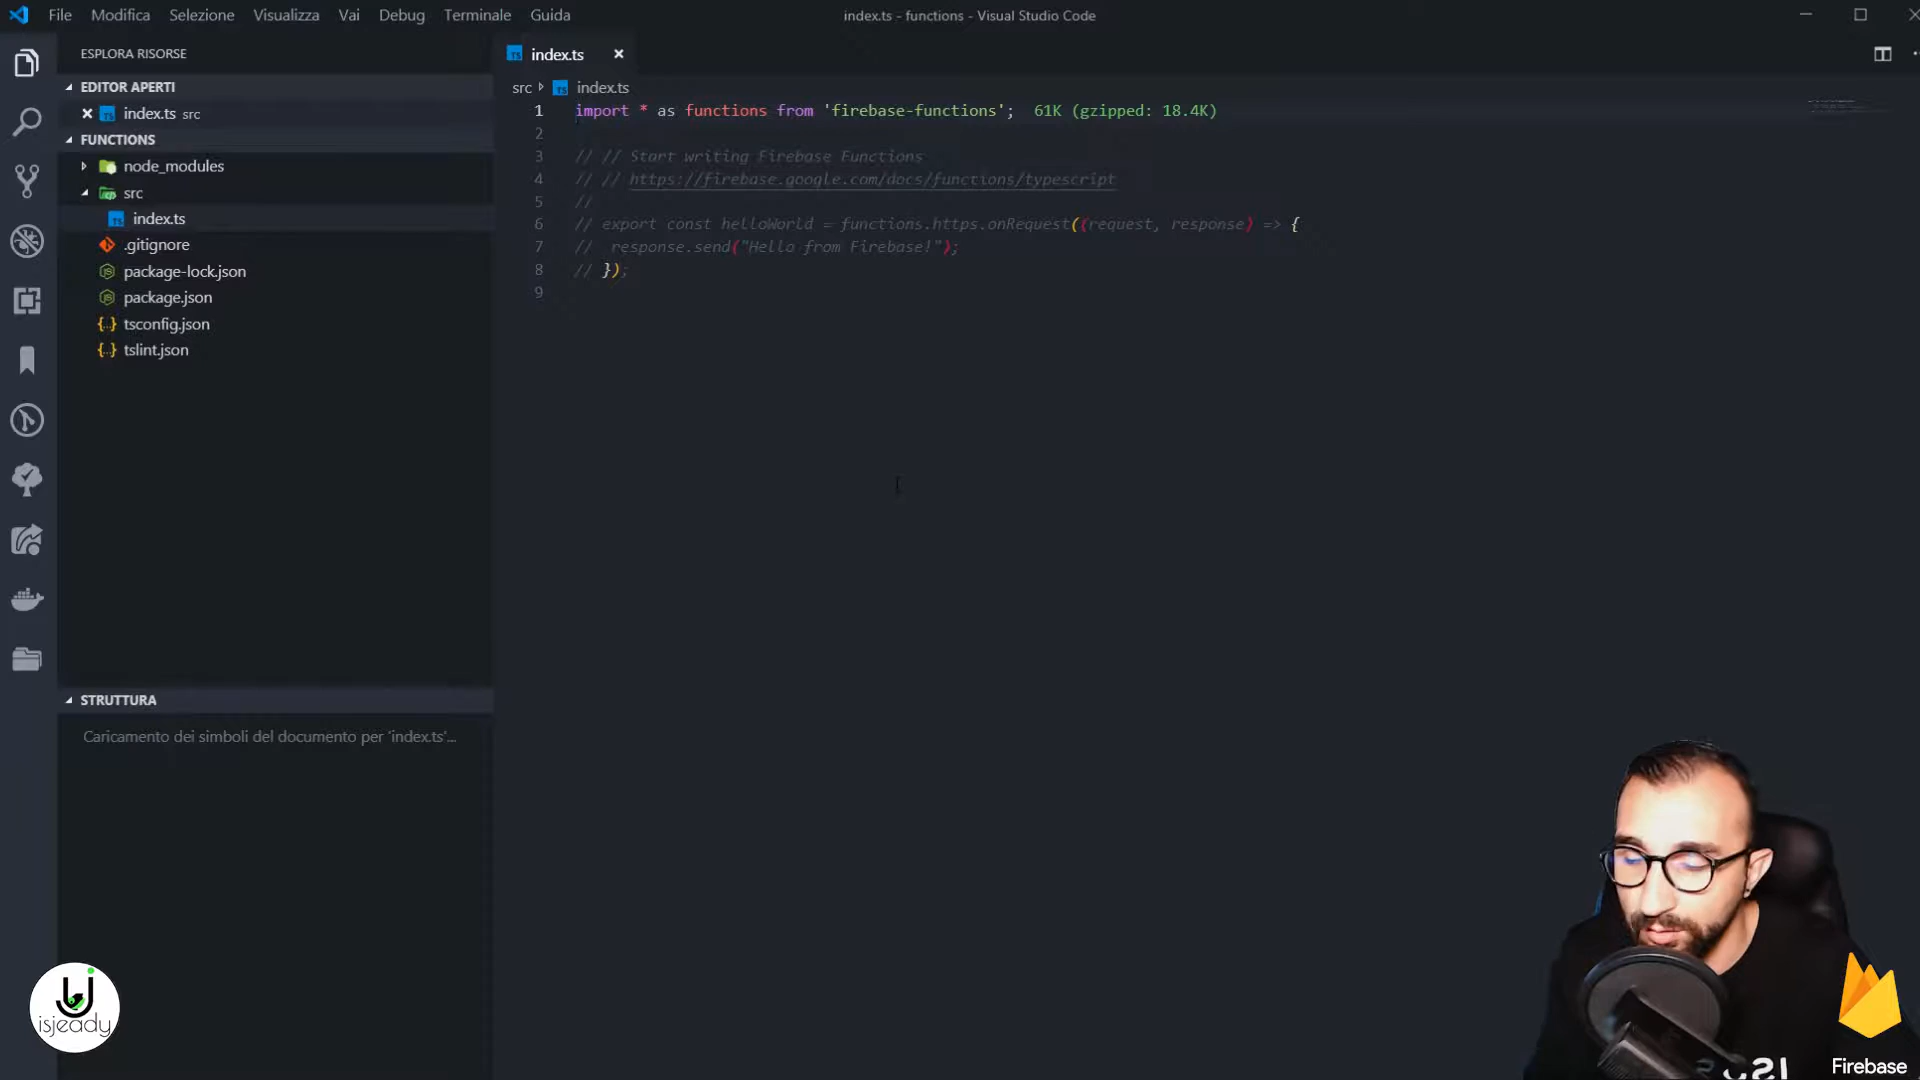 File Modifica Selezione Visualizza Vai Debug Terminale Guida
index.ts - functions - Visual Studio Code
ESPLORA RISORSE
EDITOR APERTI
index.ts src
FUNCTIONS
node_modules
src
index.ts
.gitignore
package-lock.json
package.json
tsconfig.json
tslint.json
STRUTTURA
Caricamento dei simboli del documento per 'index.ts'...
index.ts
src index.ts
1 import * as functions from 'firebase-functions'; 61K (gzipped: 18.4K)
2
3 // // Start writing Firebase Functions
4 // // https://firebase.google.com/docs/functions/typescript
5 //
6 // export const helloWorld = functions.https.onRequest((request, response) => {
7 //  response.send("Hello from Firebase!");
8 // });
9
isjeady
Firebase